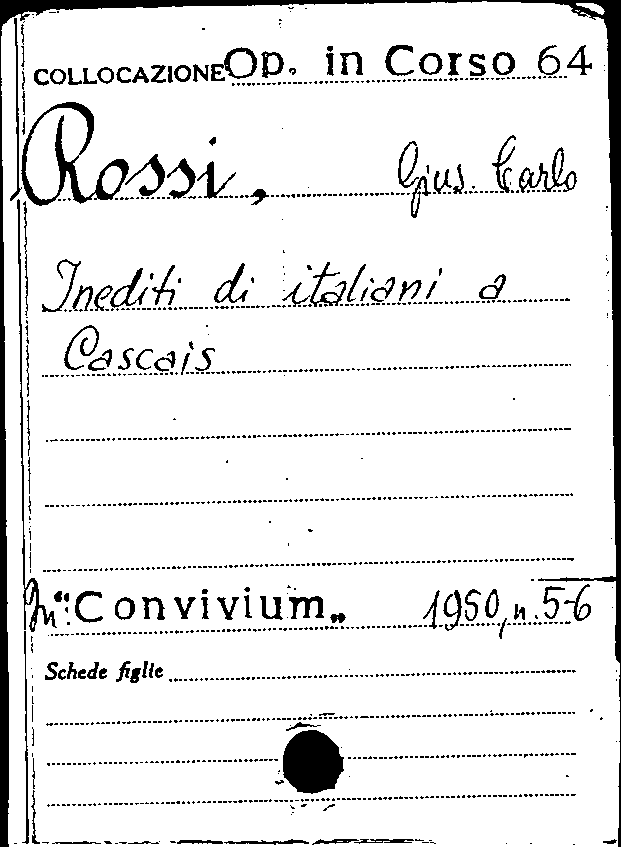 COLLOCAZIONE Op. in Corso 64
Rossi, Gius. Carlo
Inediti di italiani a
Cascais
In "Convivium„ 1950, n. 5-6
Schede figlie